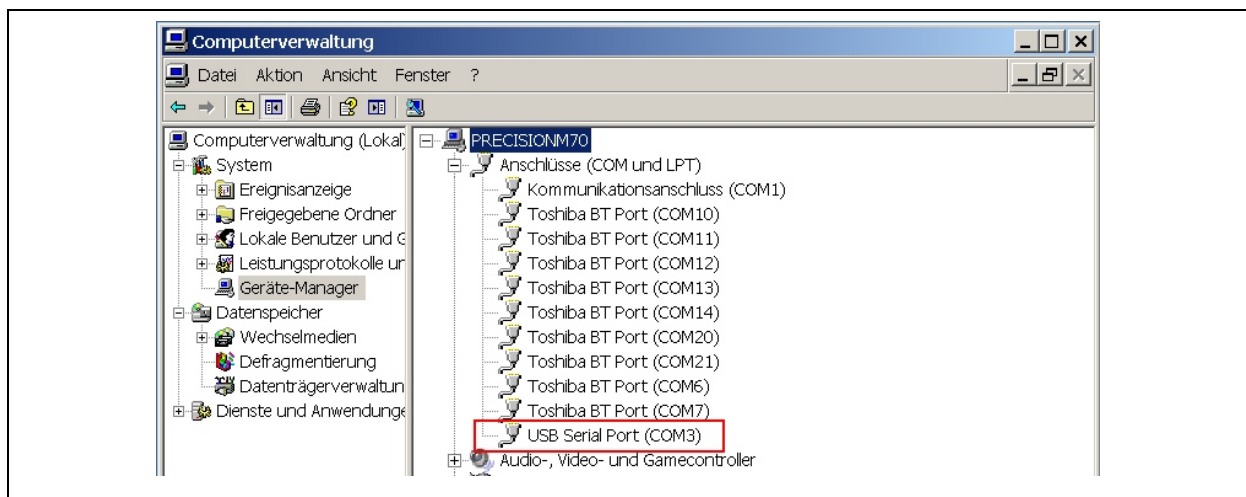 Computerverwaltung
Datei Aktion Ansicht Fenster ?
Computerverwaltung (Lokal)
System
Ereignisanzeige
Freigegebene Ordner
Lokale Benutzer und G
Leistungsprotokolle un
Geräte-Manager
Datenspeicher
Wechselmedien
Defragmentierung
Datenträgerverwaltun
Dienste und Anwendunge
PRECISIONM70
Anschlüsse (COM und LPT)
Kommunikationsanschluss (COM1)
Toshiba BT Port (COM10)
Toshiba BT Port (COM11)
Toshiba BT Port (COM12)
Toshiba BT Port (COM13)
Toshiba BT Port (COM14)
Toshiba BT Port (COM20)
Toshiba BT Port (COM21)
Toshiba BT Port (COM6)
Toshiba BT Port (COM7)
USB Serial Port (COM3)
Audio-, Video- und Gamecontroller